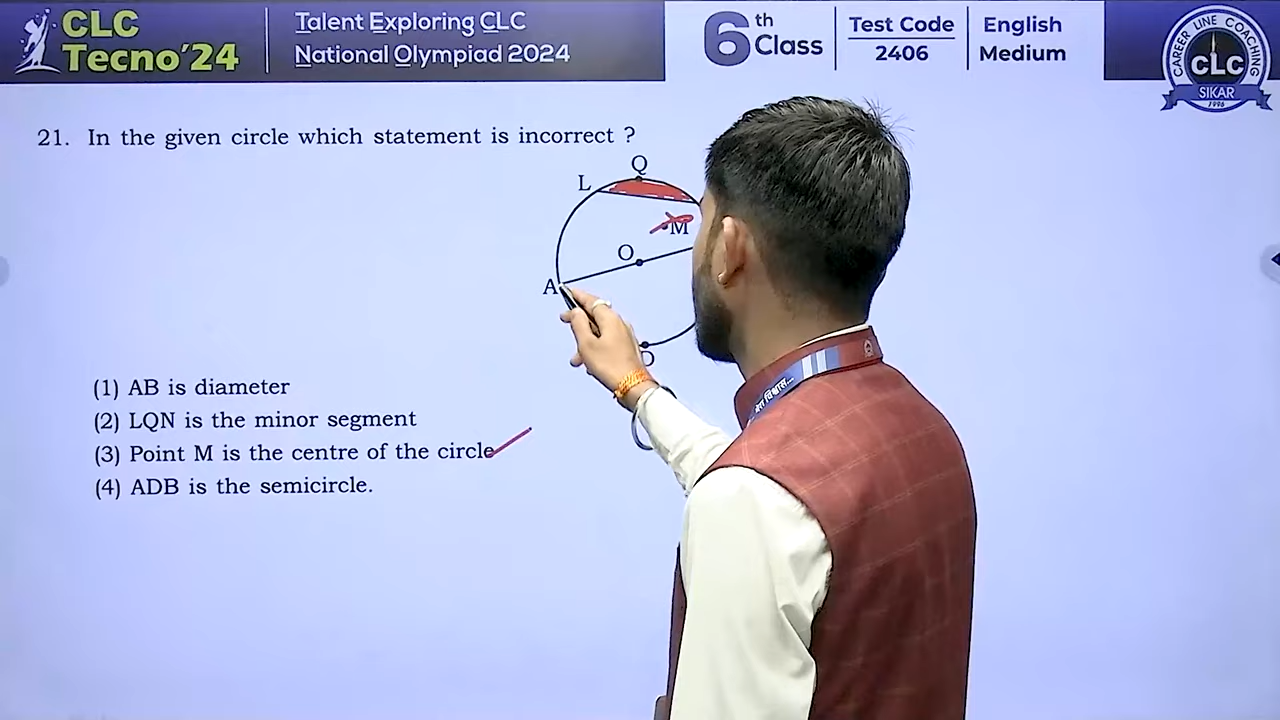 CLC
Tecno'24
Talent Exploring CLC
National Olympiad 2024
6th
Class
Test Code
2406
English
Medium
CAREER LINE COACHING
CLC
SIKAR
1996
21. In the given circle which statement is incorrect ?
Q
L
M
O
A
D
(1) AB is diameter
(2) LQN is the minor segment
(3) Point M is the centre of the circle
(4) ADB is the semicircle.